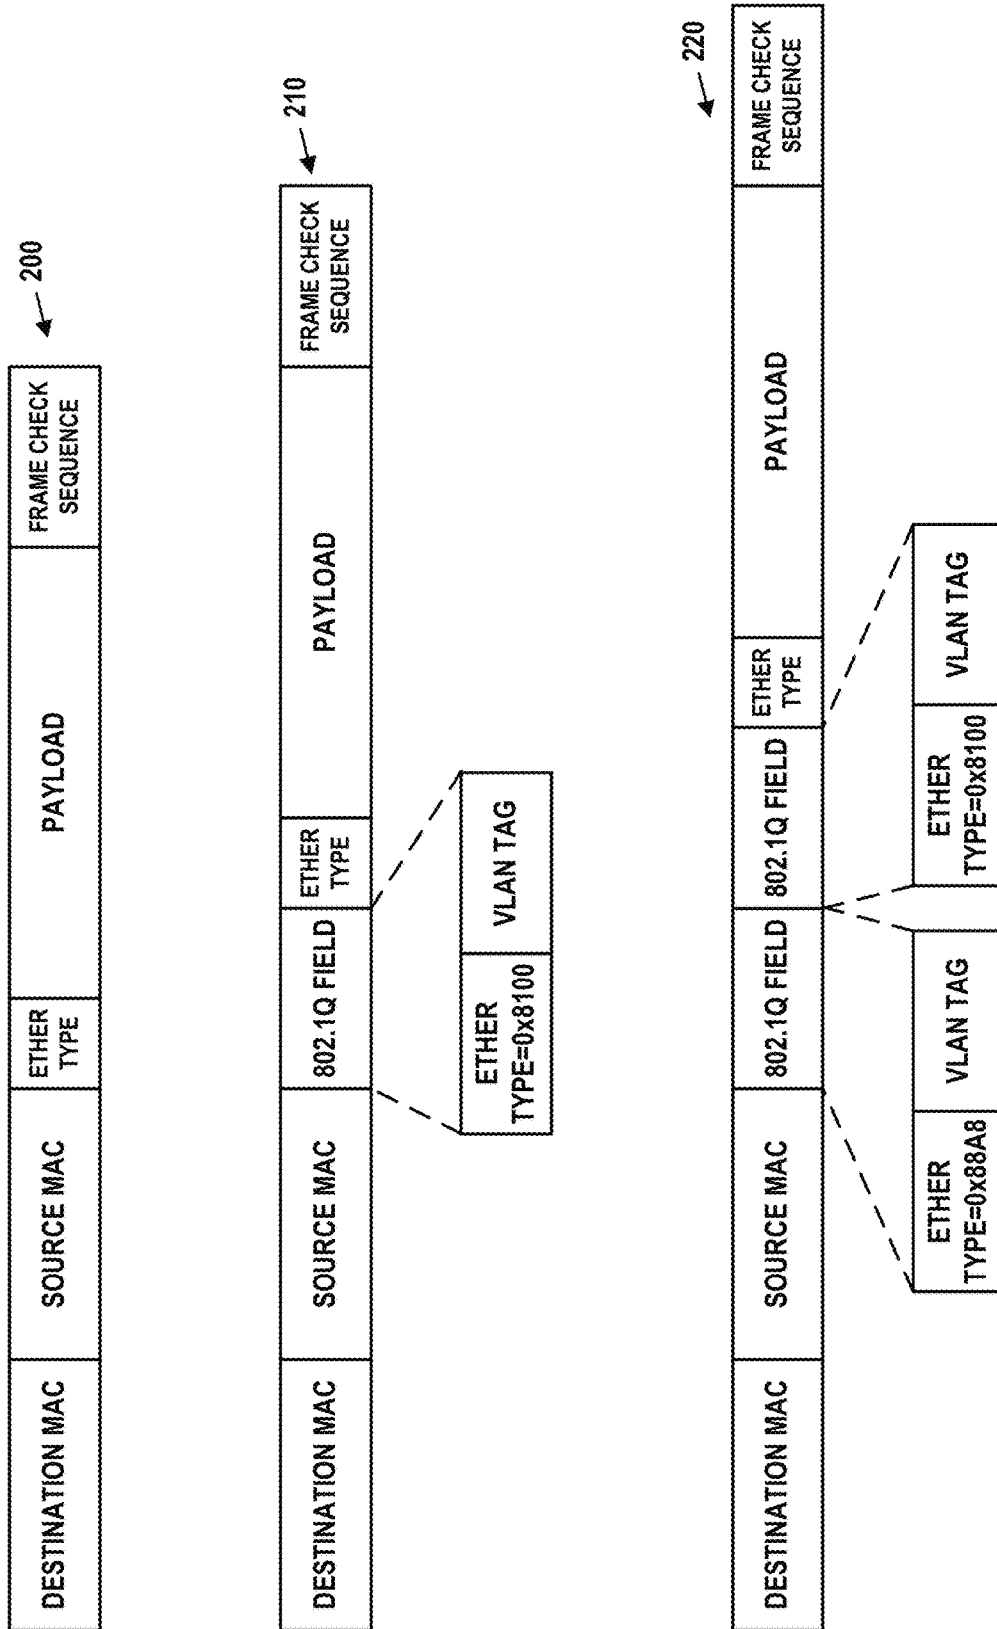 DESTINATION MAC
SOURCE MAC
ETHER
TYPE
PAYLOAD
FRAME CHECK
SEQUENCE
200
DESTINATION MAC
SOURCE MAC
802.1Q FIELD
ETHER
TYPE
PAYLOAD
FRAME CHECK
SEQUENCE
210
ETHER
TYPE=0x8100
VLAN TAG
DESTINATION MAC
SOURCE MAC
802.1Q FIELD
802.1Q FIELD
ETHER
TYPE
PAYLOAD
FRAME CHECK
SEQUENCE
220
ETHER
TYPE=0x88A8
VLAN TAG
ETHER
TYPE=0x8100
VLAN TAG